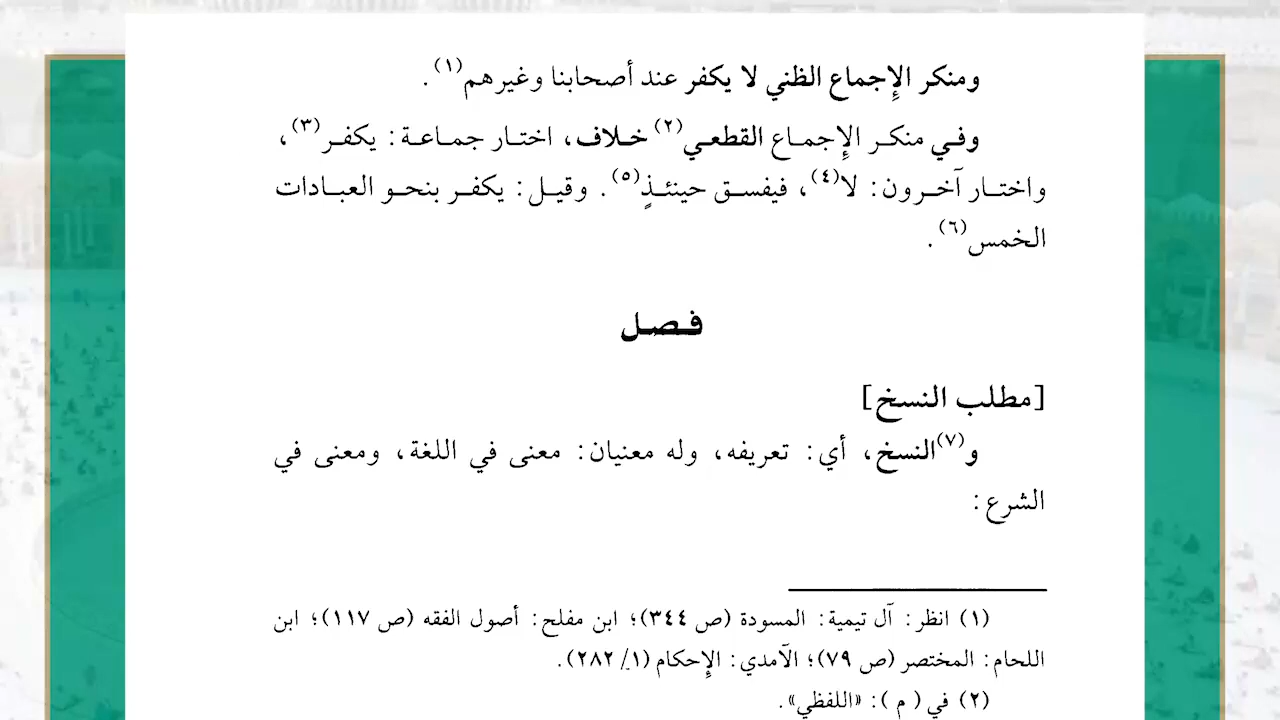 ومنكر الإجماع الظني لا يكفر عند أصحابنا وغيرهم(١).
وفي منكر الإجماع القطعي(٢) خلاف، اختار جماعة: يكفر(٣)،
واختار آخرون: لا(٤)، فيفسق حينئذٍ(٥). وقيل: يكفر بنحو العبادات
الخمس(٦).
فصل
[مطلب النسخ]
و(٧)النسخ، أي: تعريفه، وله معنيان: معنى في اللغة، ومعنى في
الشرع:
(١) انظر: آل تيمية: المسودة (ص ٣٤٤)؛ ابن مفلح: أصول الفقه (ص ١١٧)؛ ابن
اللحام: المختصر (ص ٧٩)؛ الآمدي: الإحكام (١/ ٢٨٢).
(٢) في ( م ): «اللفظي».